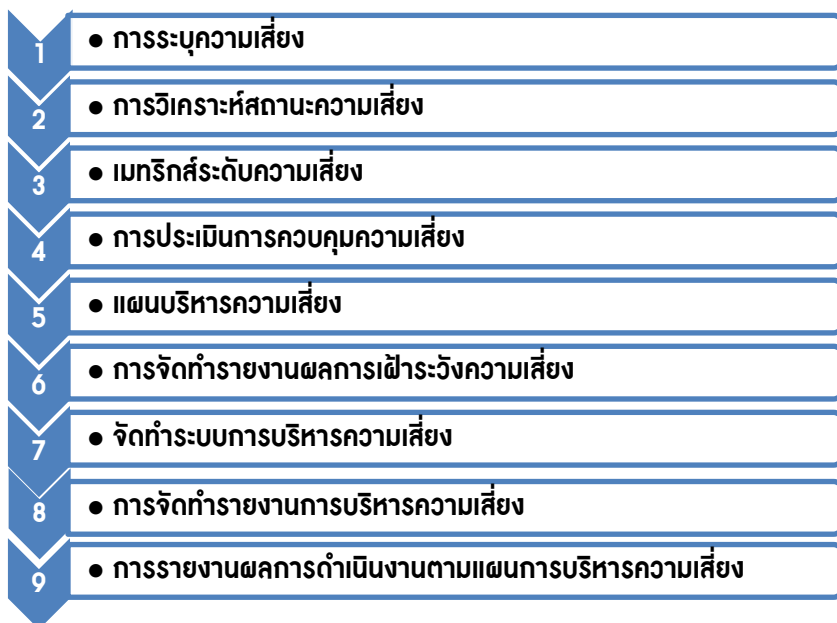 1 ● การระบุความเสี่ยง
2 ● การวิเคราะห์สถานะความเสี่ยง
3 ● เมทริกส์ระดับความเสี่ยง
4 ● การประเมินการควบคุมความเสี่ยง
5 ● แผนบริหารความเสี่ยง
6 ● การจัดทำรายงานผลการเฝ้าระวังความเสี่ยง
7 ● จัดทำระบบการบริหารความเสี่ยง
8 ● การจัดทำรายงานการบริหารความเสี่ยง
9 ● การรายงานผลการดำเนินงานตามแผนการบริหารความเสี่ยง